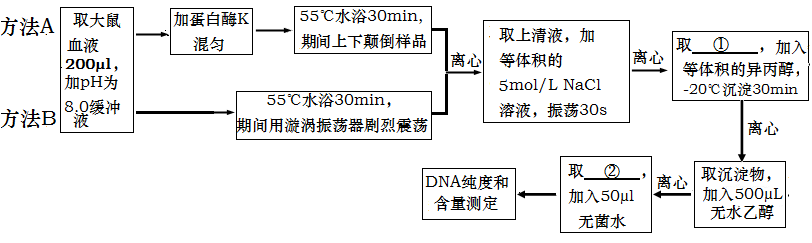 方法A
方法B
取大鼠
血液
200μl，
加pH为
8.0缓冲
液
加蛋白酶K
混匀
55℃水浴30min，
期间上下颠倒样品
55℃水浴30min，
期间用漩涡振荡器剧烈震荡
离心
取上清液，加
等体积的
5mol/L NaCl
溶液，振荡30s
离心
取 ① ，加入
等体积的异丙醇，
-20℃沉淀30min
离心
取沉淀物，
加入500μL
无水乙醇
离心
取 ② ，
加入50μl
无菌水
DNA纯度和
含量测定